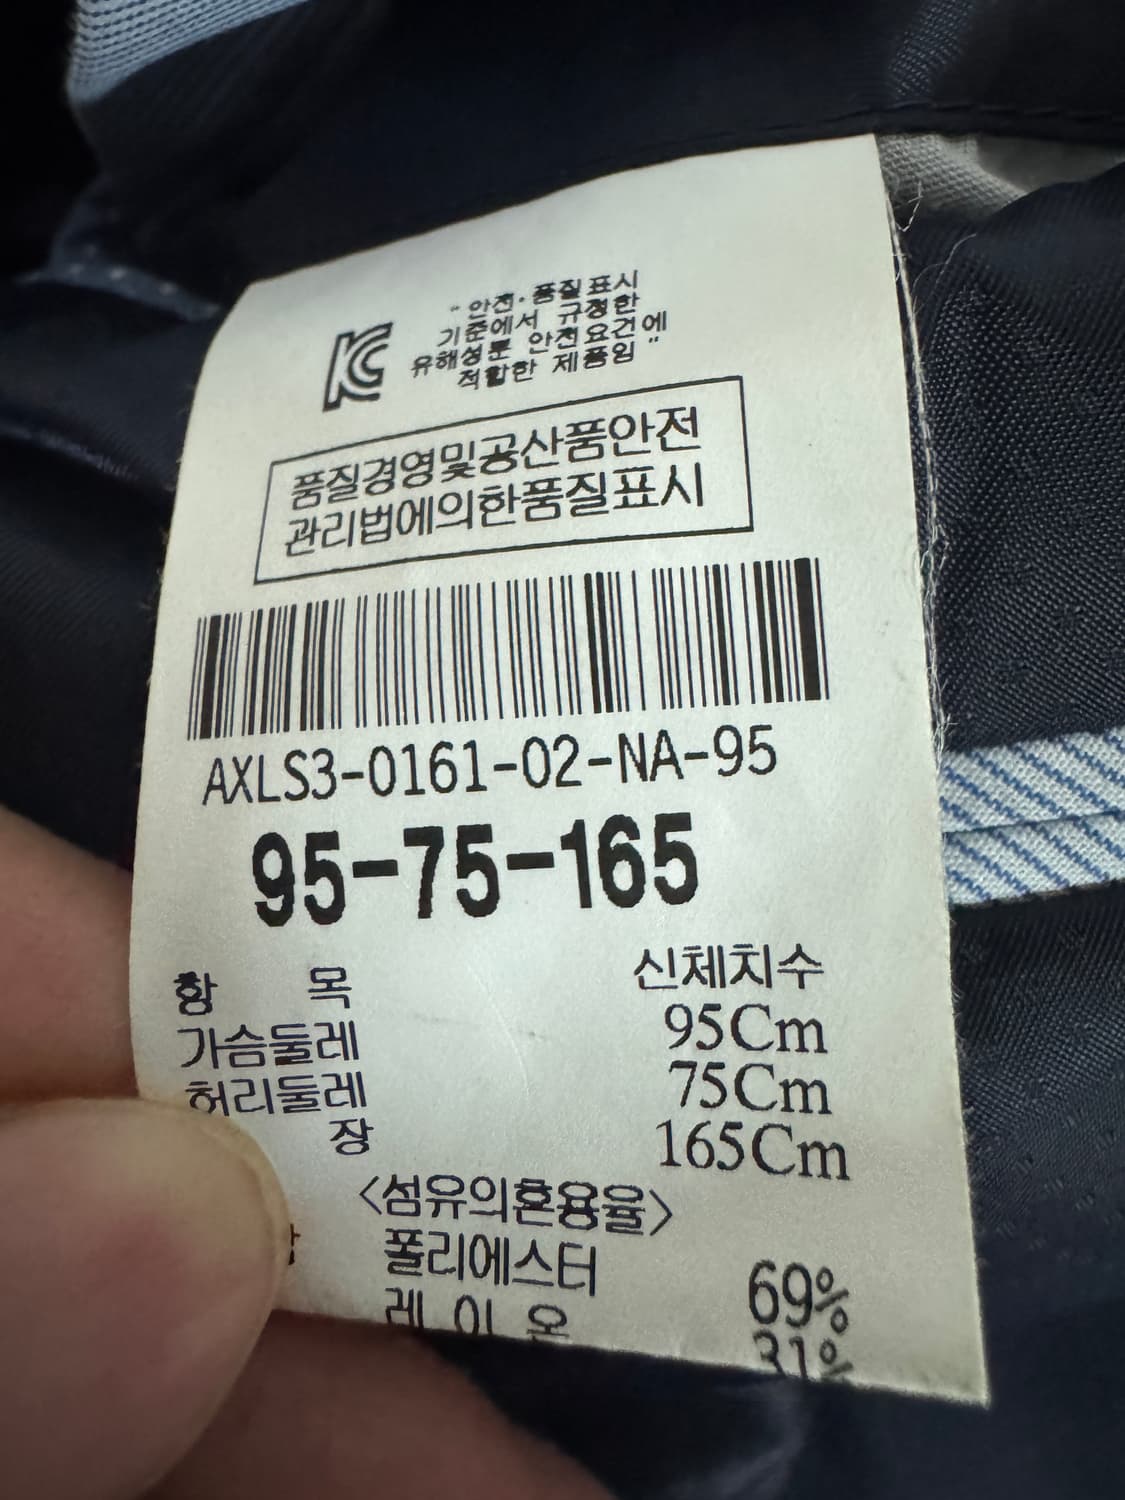 KC
" 안전·품질표시
기준에서 규정한
유해성분 안전요건에
적합한 제품임 "
품질경영및공산품안전
관리법에의한품질표시
AXLS3-0161-02-NA-95
95-75-165
항 목 신체치수
가슴둘레 95Cm
허리둘레 75Cm
장 165Cm
<섬유의혼용율>
폴리에스터 69%
레이온 31%